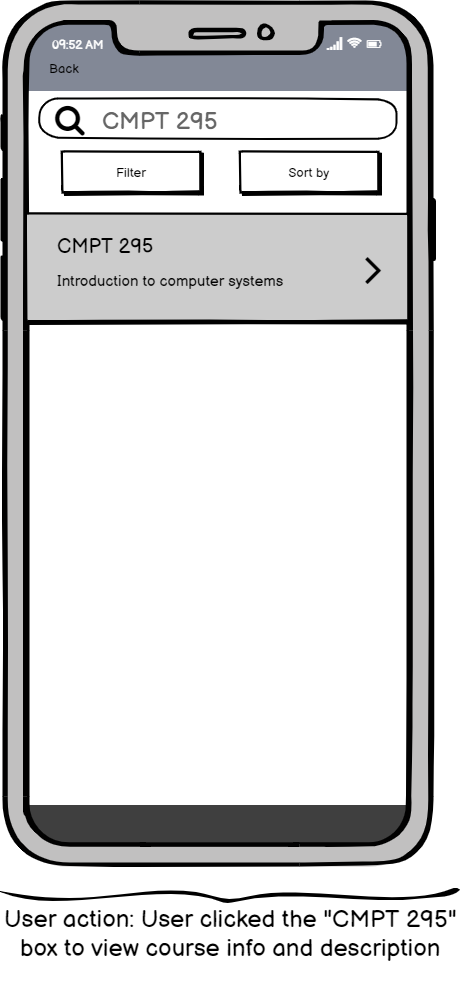 09:52 AM
Back
CMPT 295
Filter
Sort by
CMPT 295
Introduction to computer systems
User action: User clicked the "CMPT 295"
box to view course info and description